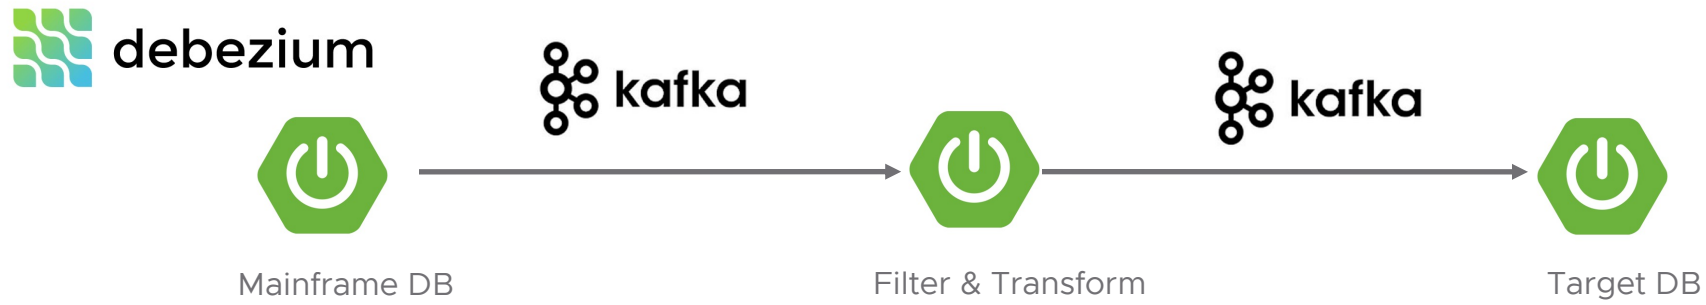 debezium
kafka
kafka
Mainframe DB
Filter & Transform
Target DB